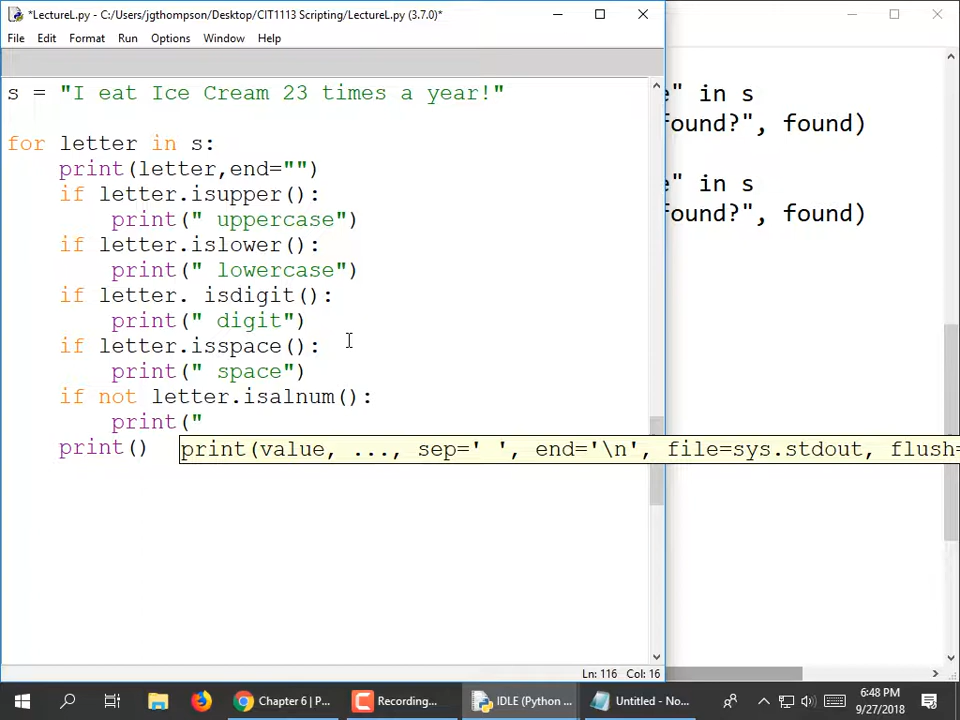 *LectureL.py - C:/Users/jgthompson/Desktop/CIT1113 Scripting/LectureL.py (3.7.0)*
File Edit Format Run Options Window Help
s = "I eat Ice Cream 23 times a year!"
for letter in s:
    print(letter,end="")
    if letter.isupper():
        print(" uppercase")
    if letter.islower():
        print(" lowercase")
    if letter. isdigit():
        print(" digit")
    if letter.isspace():
        print(" space")
    if not letter.isalnum():
        print("
    print()
print(value, ..., sep=' ', end='\n', file=sys.stdout, flush=
Ln: 116 Col: 16
e" in s
found?", found)
e" in s
found?", found)
Chapter 6 | P...
Recording...
IDLE (Python ...
Untitled - No...
6:48 PM
9/27/2018